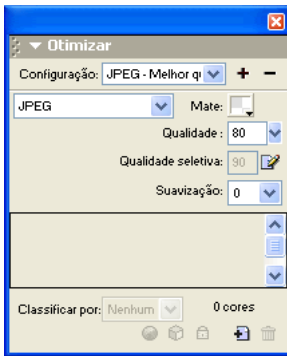 Otimizar
Configuração: JPEG - Melhor q
JPEG Mate:
Qualidade : 80
Qualidade seletiva: 90
Suavização: 0
Classificar por: Nenhum 0 cores